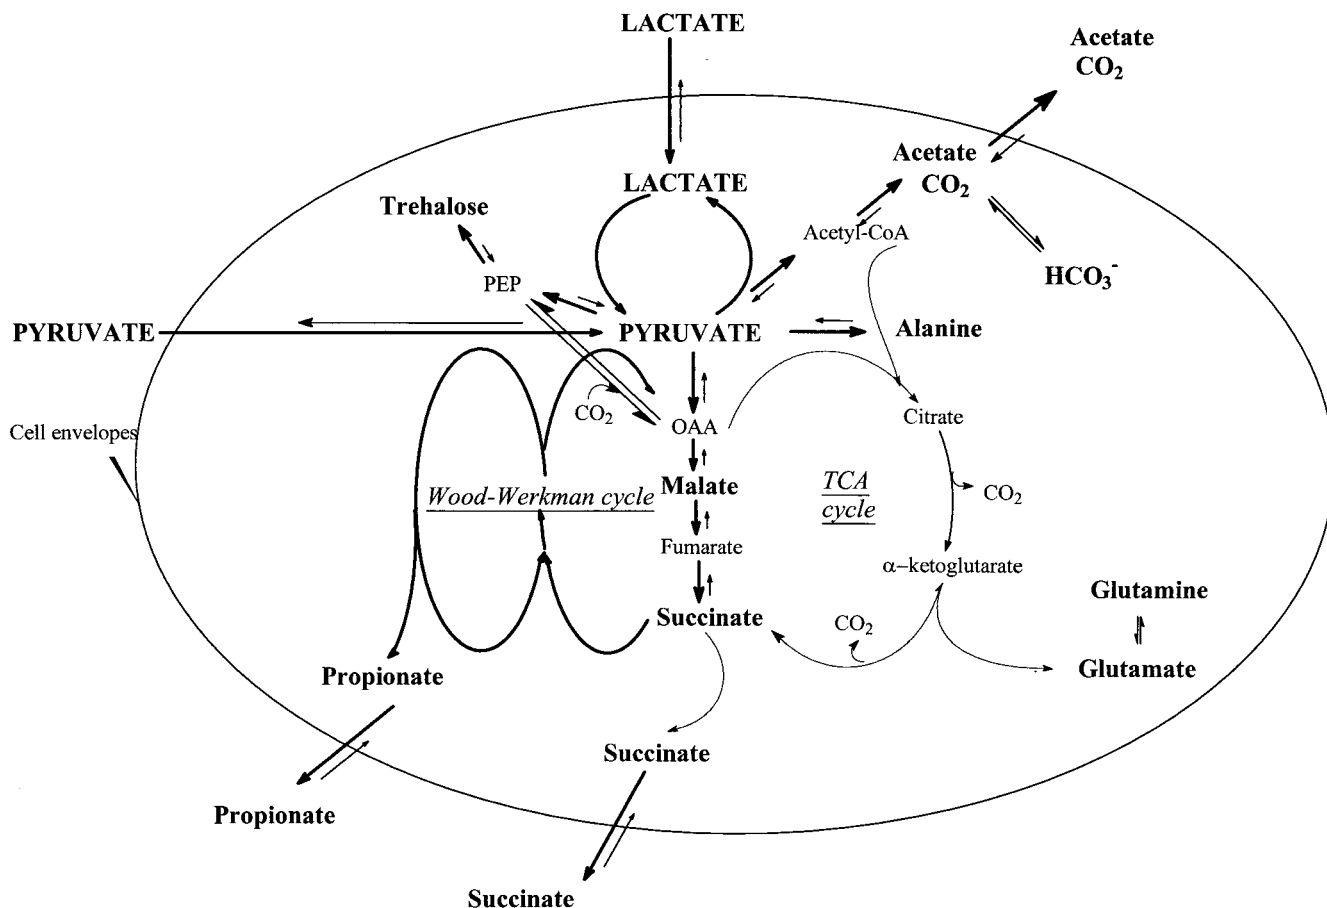 LACTATE
Acetate
CO₂
Acetate
CO₂
LACTATE
Trehalose
Acetyl-CoA
PEP
HCO₃⁻
PYRUVATE
PYRUVATE
Alanine
CO₂
OAA
Citrate
Cell envelopes
Wood-Werkman cycle
Malate
TCA
cycle
CO₂
Fumarate
α–ketoglutarate
Glutamine
Succinate
CO₂
Propionate
Glutamate
Succinate
Propionate
Succinate